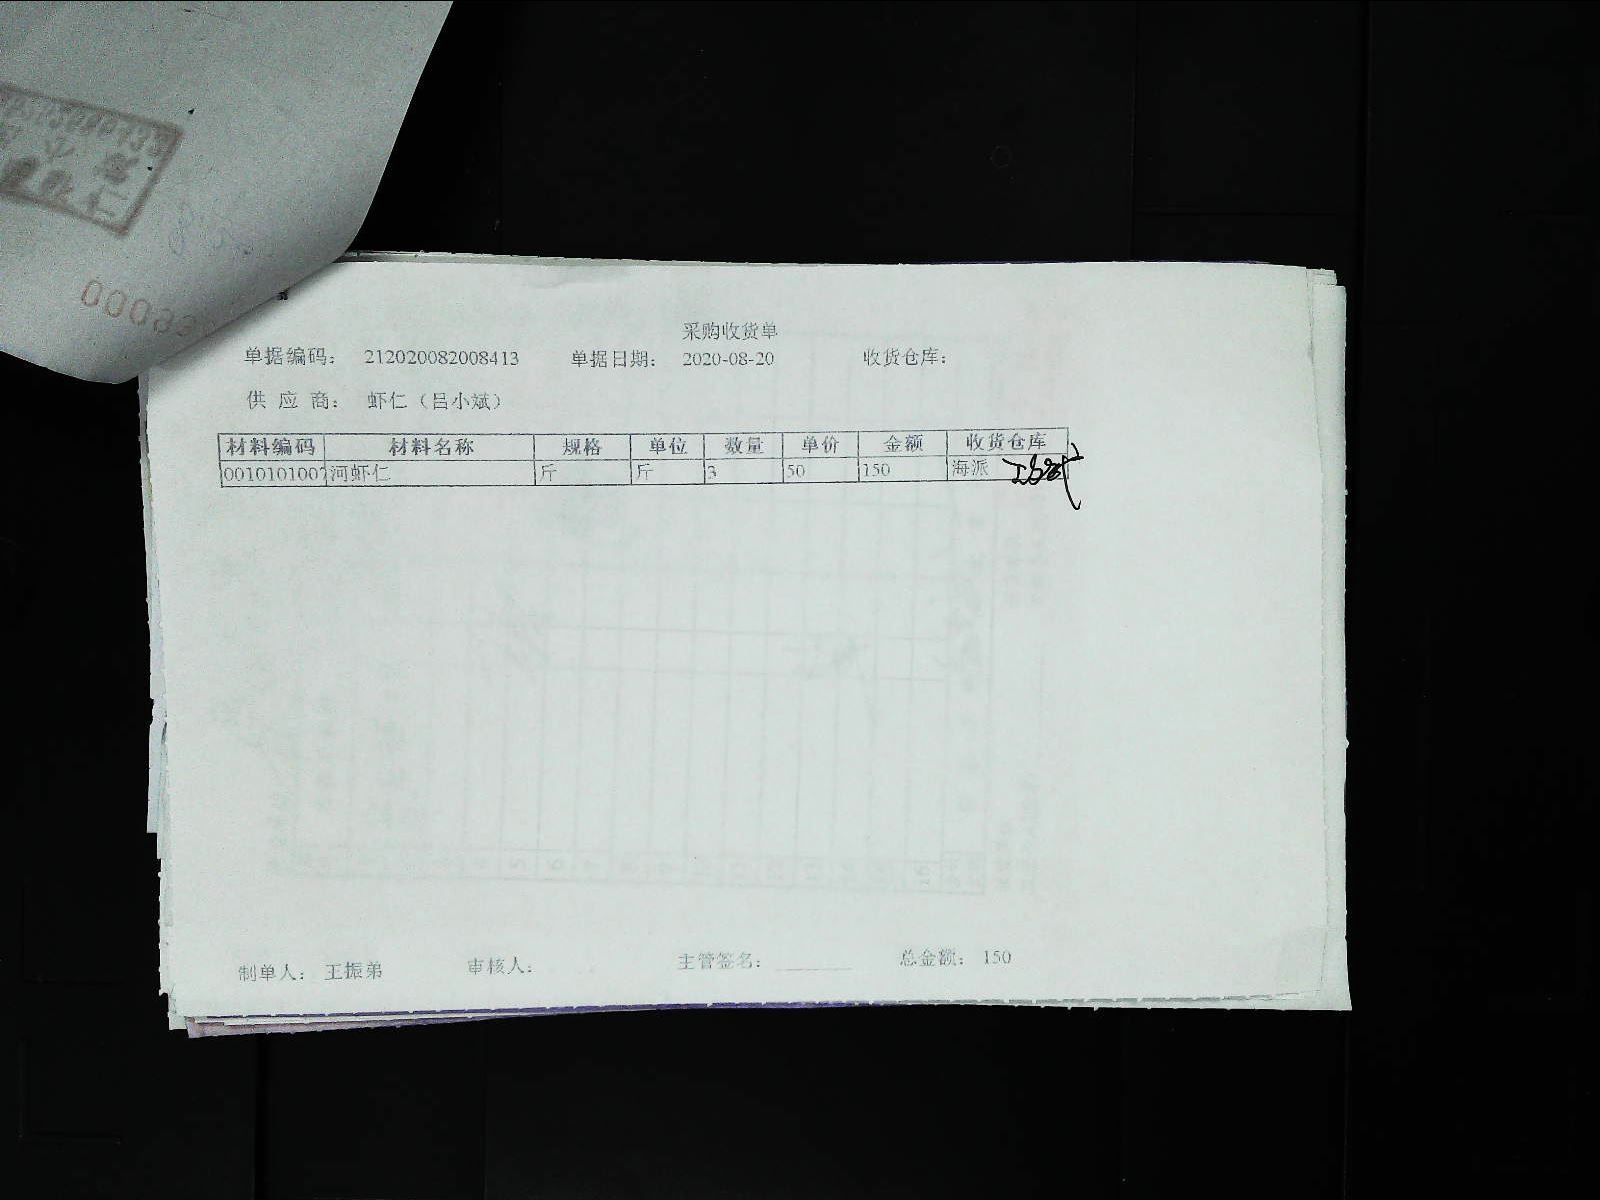 采购收货单
单据编码： 212020082008413 单据日期： 2020-08-20 收货仓库：
供 应 商： 虾仁（吕小斌）
材料编码 材料名称 规格 单位 数量 单价 金额 收货仓库
0010101007 河虾仁 斤 斤 3 50 150 海派
制单人： 王振弟 审核人： 主管签名： 总金额： 150